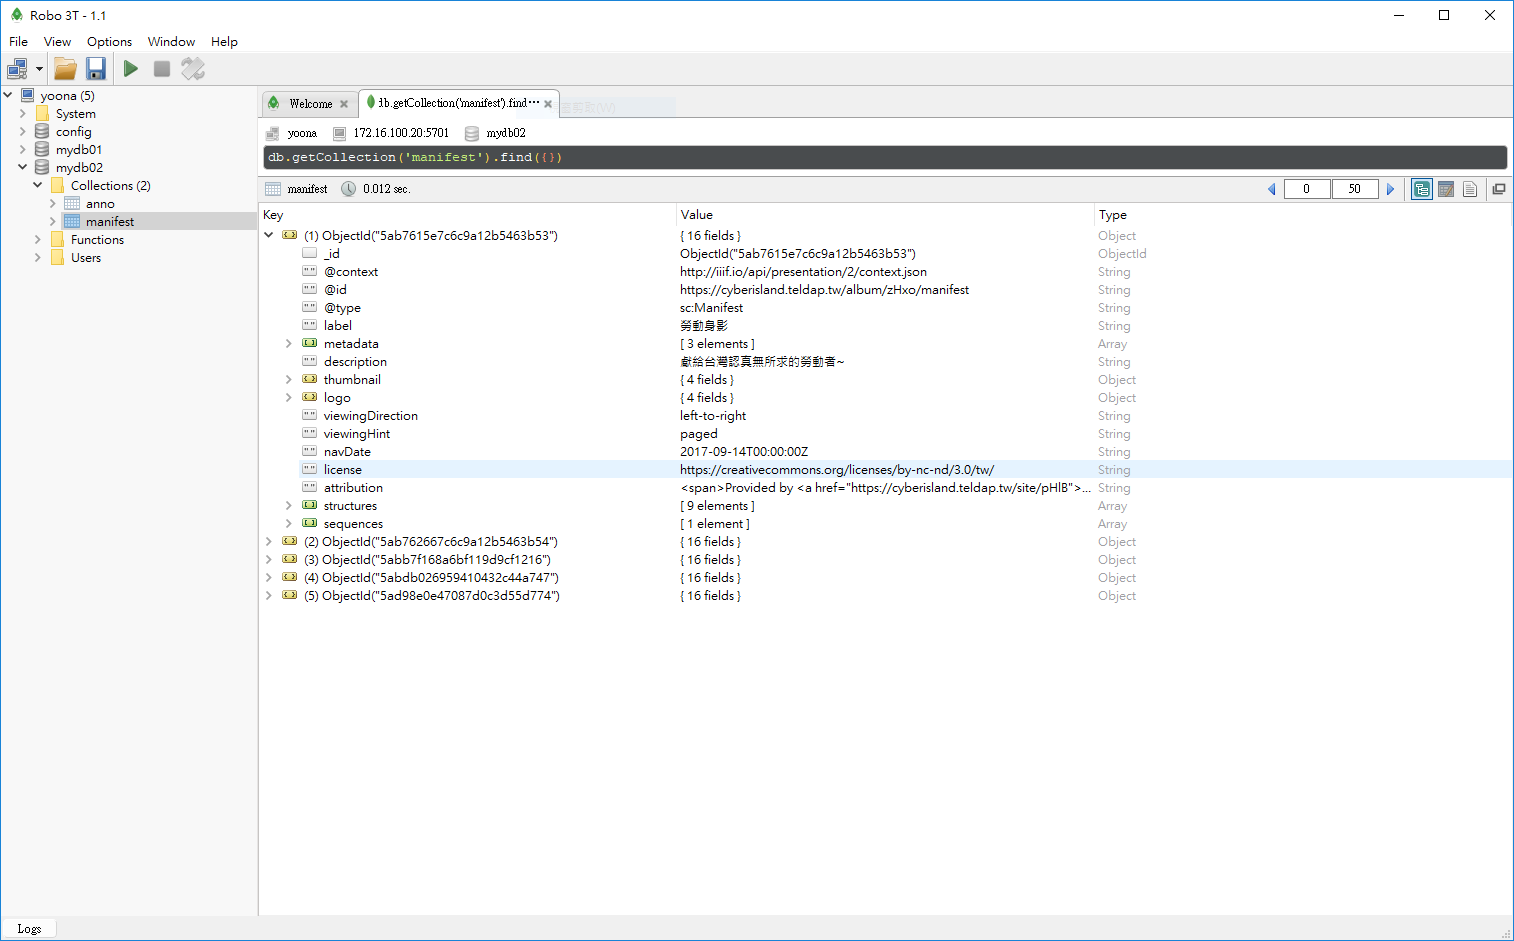 Robo 3T - 1.1
File View Options Window Help
yoona (5)
System
config
mydb01
mydb02
Collections (2)
anno
manifest
Functions
Users
Welcome
db.getCollection('manifest').find···
yoona 172.16.100.20:5701 mydb02
db.getCollection('manifest').find({})
manifest 0.012 sec. 0 50
Key Value Type
(1) ObjectId("5ab7615e7c6c9a12b5463b53") { 16 fields } Object
_id ObjectId("5ab7615e7c6c9a12b5463b53") ObjectId
@context http://iiif.io/api/presentation/2/context.json String
@id https://cyberisland.teldap.tw/album/zHxo/manifest String
@type sc:Manifest String
label 勞動身影 String
metadata [ 3 elements ] Array
description 獻給台灣認真無所求的勞動者~ String
thumbnail { 4 fields } Object
logo { 4 fields } Object
viewingDirection left-to-right String
viewingHint paged String
navDate 2017-09-14T00:00:00Z String
license https://creativecommons.org/licenses/by-nc-nd/3.0/tw/ String
attribution <span>Provided by <a href="https://cyberisland.teldap.tw/site/pHlB">... String
structures [ 9 elements ] Array
sequences [ 1 element ] Array
(2) ObjectId("5ab762667c6c9a12b5463b54") { 16 fields } Object
(3) ObjectId("5abb7f168a6bf119d9cf1216") { 16 fields } Object
(4) ObjectId("5abdb026959410432c44a747") { 16 fields } Object
(5) ObjectId("5ad98e0e47087d0c3d55d774") { 16 fields } Object
Logs